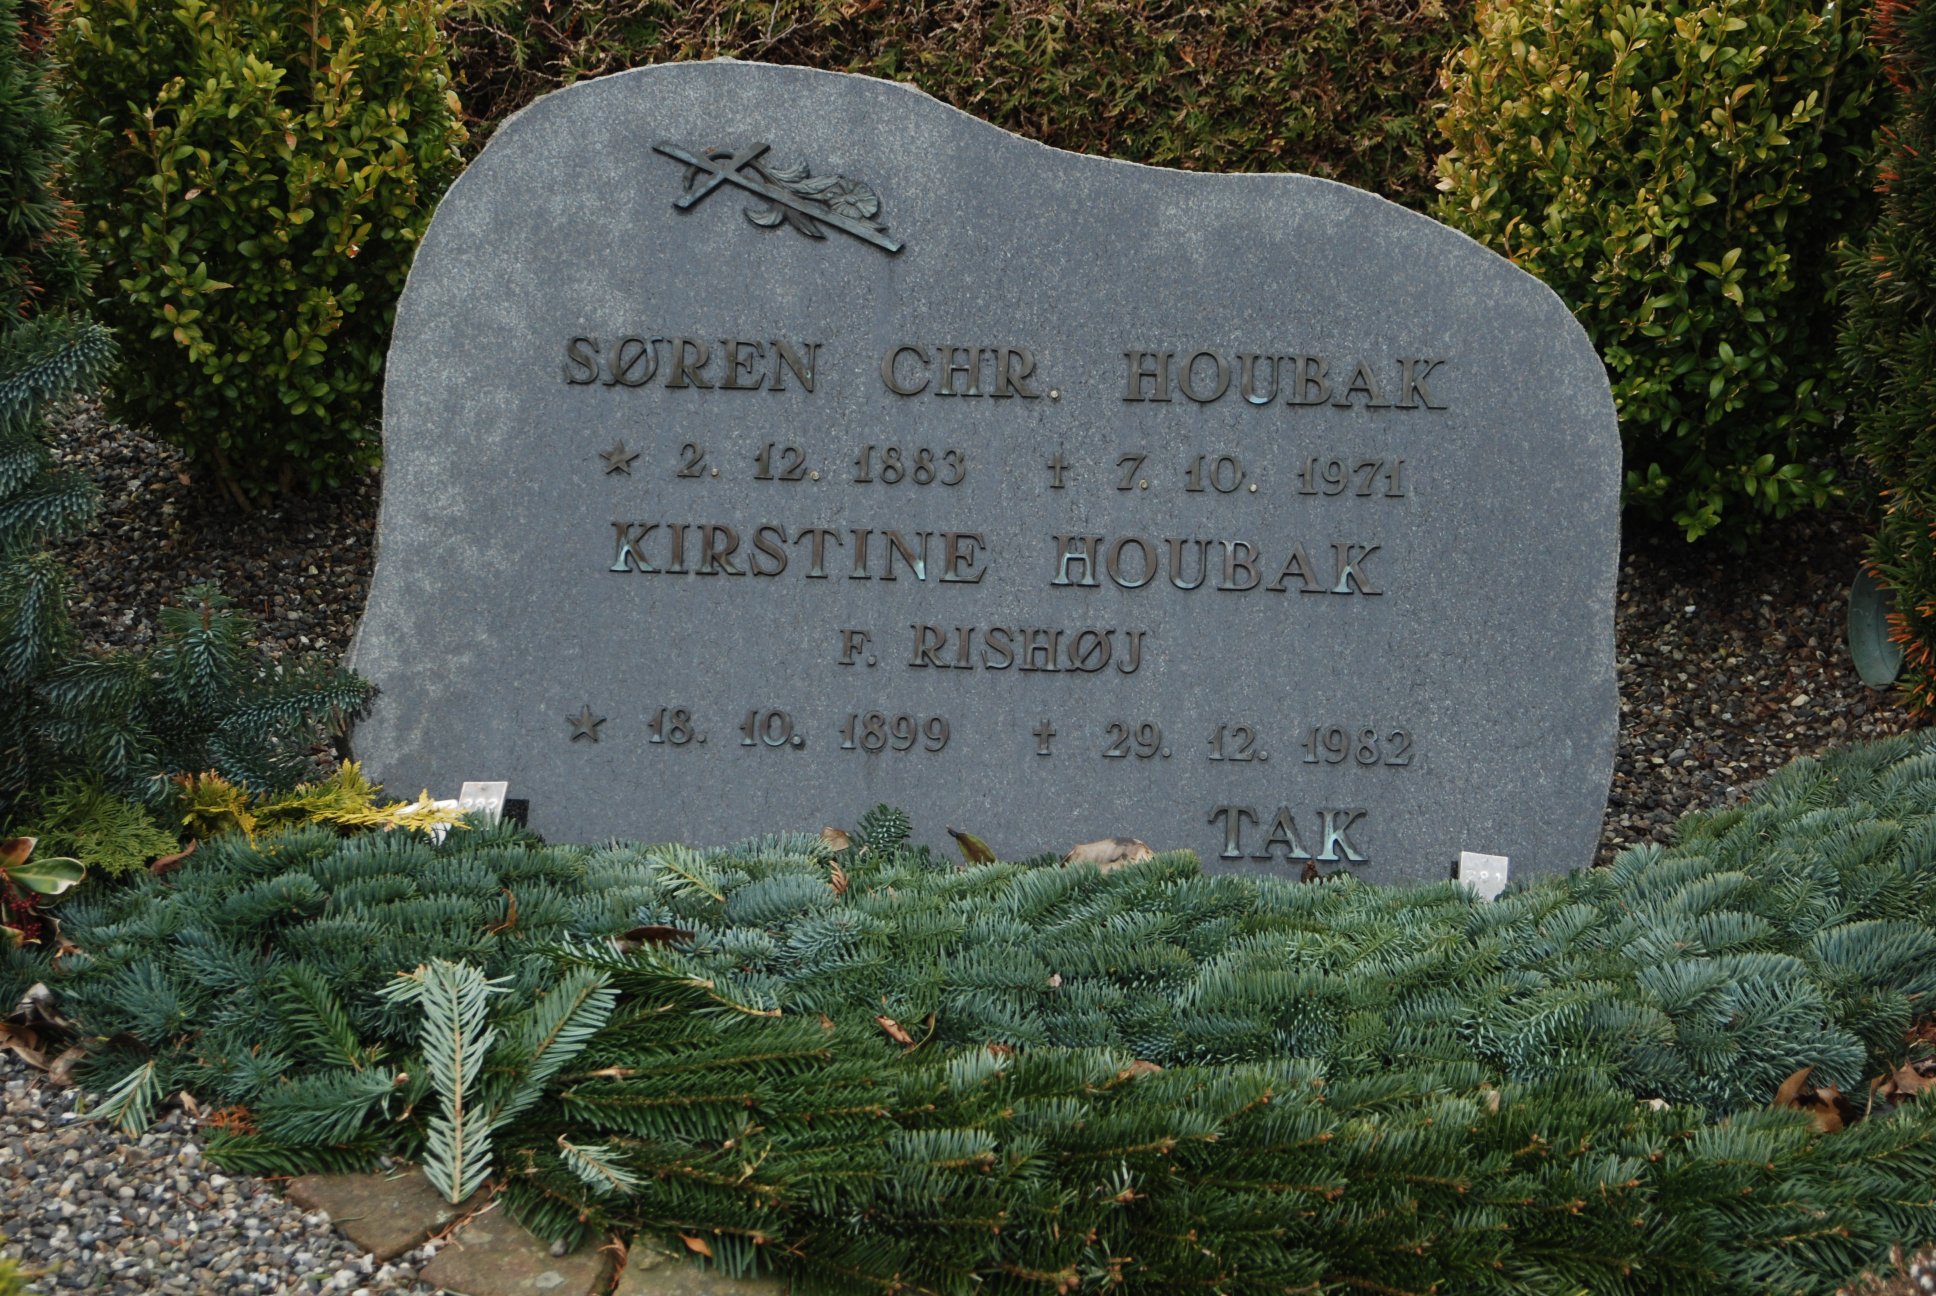 SØREN CHR. HOUBAK
★ 2. 12. 1883 † 7. 10. 1971
KIRSTINE HOUBAK
F. RISHØJ
★ 18. 10. 1899 † 29. 12. 1982
TAK